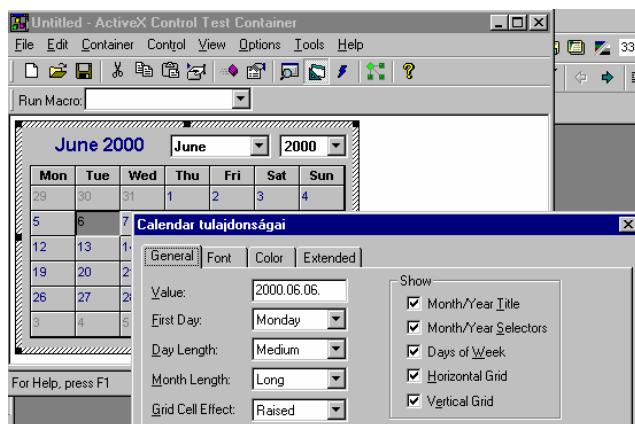 Untitled - ActiveX Control Test Container
File Edit Container Control View Options Tools Help
33
Run Macro:
June 2000 June 2000
Mon Tue Wed Thu Fri Sat Sun
29 30 31 1 2 3 4
5 6 7
12 13
19 20
26 27
3 4 5
Calendar tulajdonságai
General Font Color Extended
Value: 2000.06.06.
First Day: Monday
Day Length: Medium
Month Length: Long
Grid Cell Effect: Raised
Show
Month/Year Title
Month/Year Selectors
Days of Week
Horizontal Grid
Vertical Grid
For Help, press F1